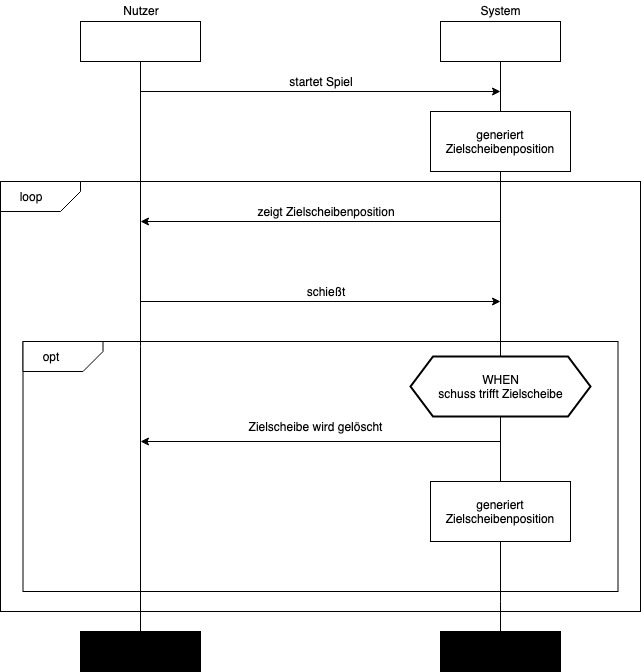 Nutzer
System
startet Spiel
generiert
Zielscheibenposition
loop
zeigt Zielscheibenposition
schießt
opt
WHEN
schuss trifft Zielscheibe
Zielscheibe wird gelöscht
generiert
Zielscheibenposition